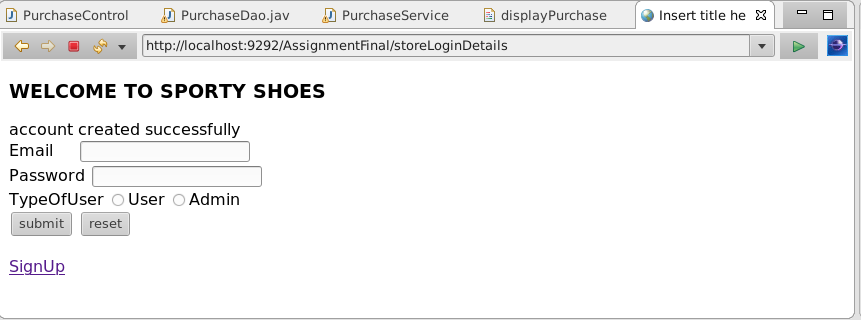 PurchaseControl PurchaseDao.jav PurchaseService displayPurchase Insert title he
http://localhost:9292/AssignmentFinal/storeLoginDetails
WELCOME TO SPORTY SHOES
account created successfully
Email
Password
TypeOfUser User Admin
submit reset
SignUp